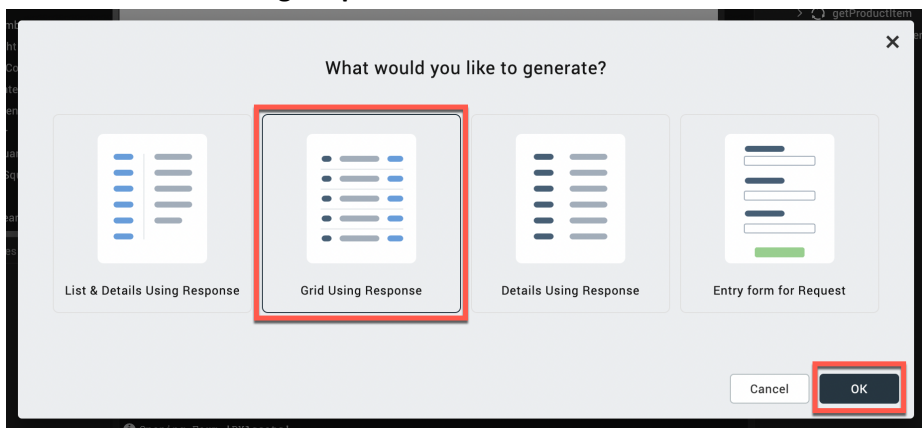 getProductItem
What would you like to generate?
List & Details Using Response
Grid Using Response
Details Using Response
Entry form for Request
Cancel
OK